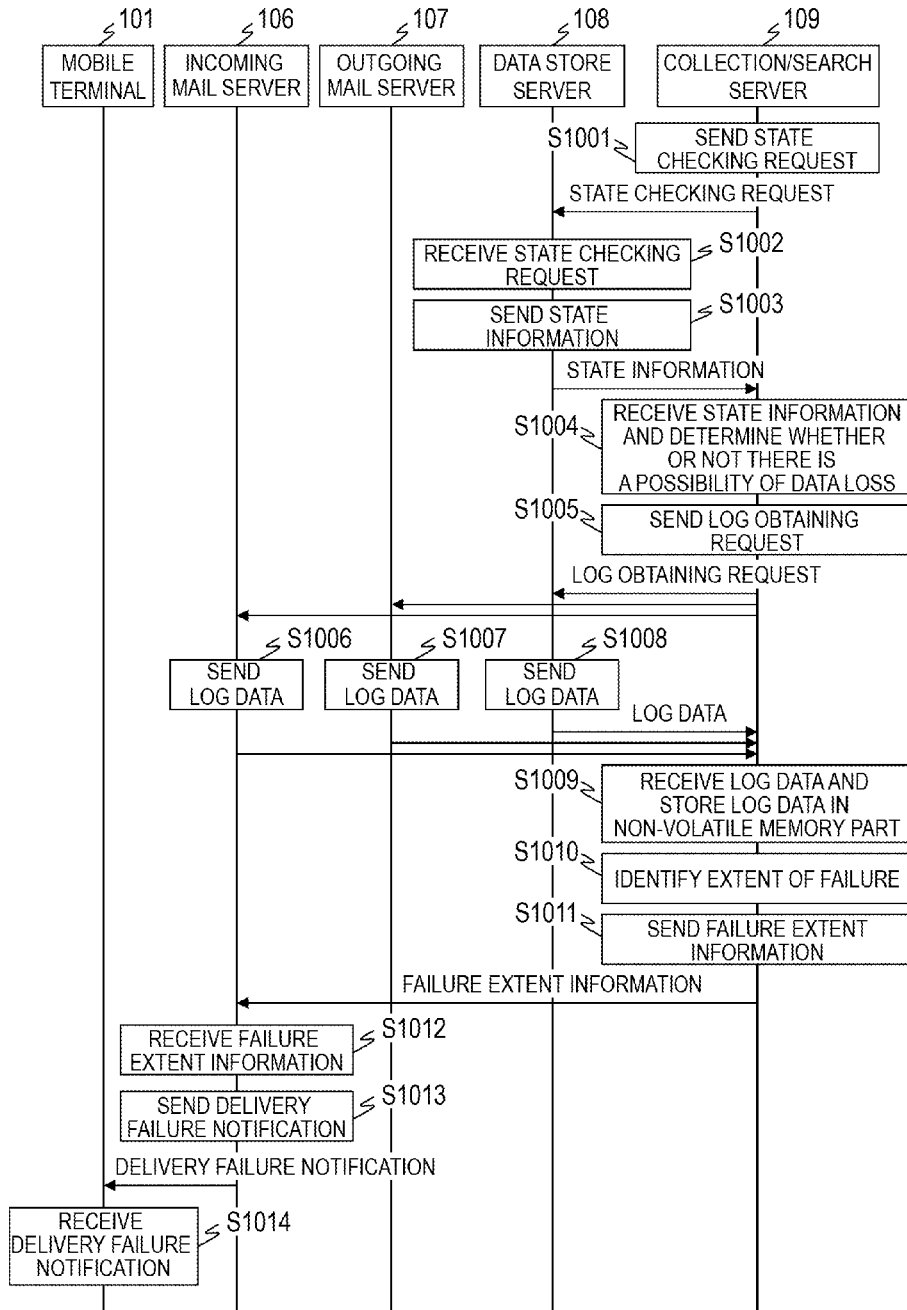 101
106
107
108
109
MOBILE
TERMINAL
INCOMING
MAIL SERVER
OUTGOING
MAIL SERVER
DATA STORE
SERVER
COLLECTION/SEARCH
SERVER
S1001
SEND STATE
CHECKING REQUEST
STATE CHECKING REQUEST
RECEIVE STATE CHECKING
REQUEST
S1002
SEND STATE
INFORMATION
S1003
STATE INFORMATION
S1004
RECEIVE STATE INFORMATION
AND DETERMINE WHETHER
OR NOT THERE IS
A POSSIBILITY OF DATA LOSS
S1005
SEND LOG OBTAINING
REQUEST
LOG OBTAINING REQUEST
S1006
SEND
LOG DATA
S1007
SEND
LOG DATA
S1008
SEND
LOG DATA
LOG DATA
S1009
RECEIVE LOG DATA AND
STORE LOG DATA IN
NON-VOLATILE MEMORY PART
S1010
IDENTIFY EXTENT OF FAILURE
S1011
SEND FAILURE EXTENT
INFORMATION
FAILURE EXTENT INFORMATION
RECEIVE FAILURE
EXTENT INFORMATION
S1012
SEND DELIVERY
FAILURE NOTIFICATION
S1013
DELIVERY FAILURE NOTIFICATION
RECEIVE
DELIVERY FAILURE
NOTIFICATION
S1014